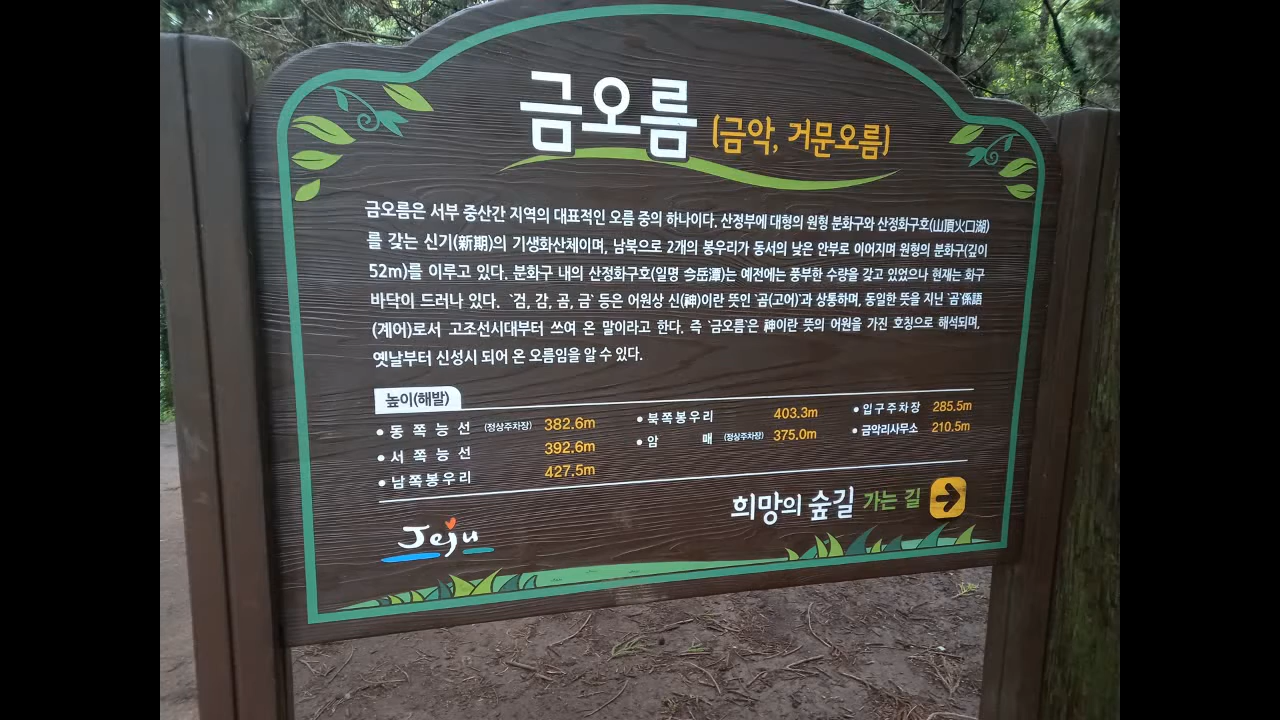 금오름 (금악, 거문오름)
금오름은 서부 중산간 지역의 대표적인 오름 중의 하나이다. 산정부에 대형의 원형 분화구와 산정화구호(山頂火口湖)
를 갖는 신기(新期)의 기생화산체이며, 남북으로 2개의 봉우리가 동서의 낮은 안부로 이어지며 원형의 분화구(깊이
52m)를 이루고 있다. 분화구 내의 산정화구호(일명 今岳潭)는 예전에는 풍부한 수량을 갖고 있었으나 현재는 화구
바닥이 드러나 있다. `검, 감, 곰, 금' 등은 어원상 신(神)이란 뜻인 `곰(고어)'과 상통하며, 동일한 뜻을 지닌 `곰'係語
(계어)로서 고조선시대부터 쓰여 온 말이라고 한다. 즉 `금오름'은 神이란 뜻의 어원을 가진 호칭으로 해석되며,
옛날부터 신성시 되어 온 오름임을 알 수 있다.
높이(해발)
• 동쪽능선 (정상주차장) 382.6m • 북쪽봉우리 403.3m • 입구주차장 285.5m
• 서쪽능선 392.6m • 암매 (정상주차장) 375.0m • 금악리사무소 210.5m
• 남쪽봉우리 427.5m
희망의 숲길 가는 길
Jeju